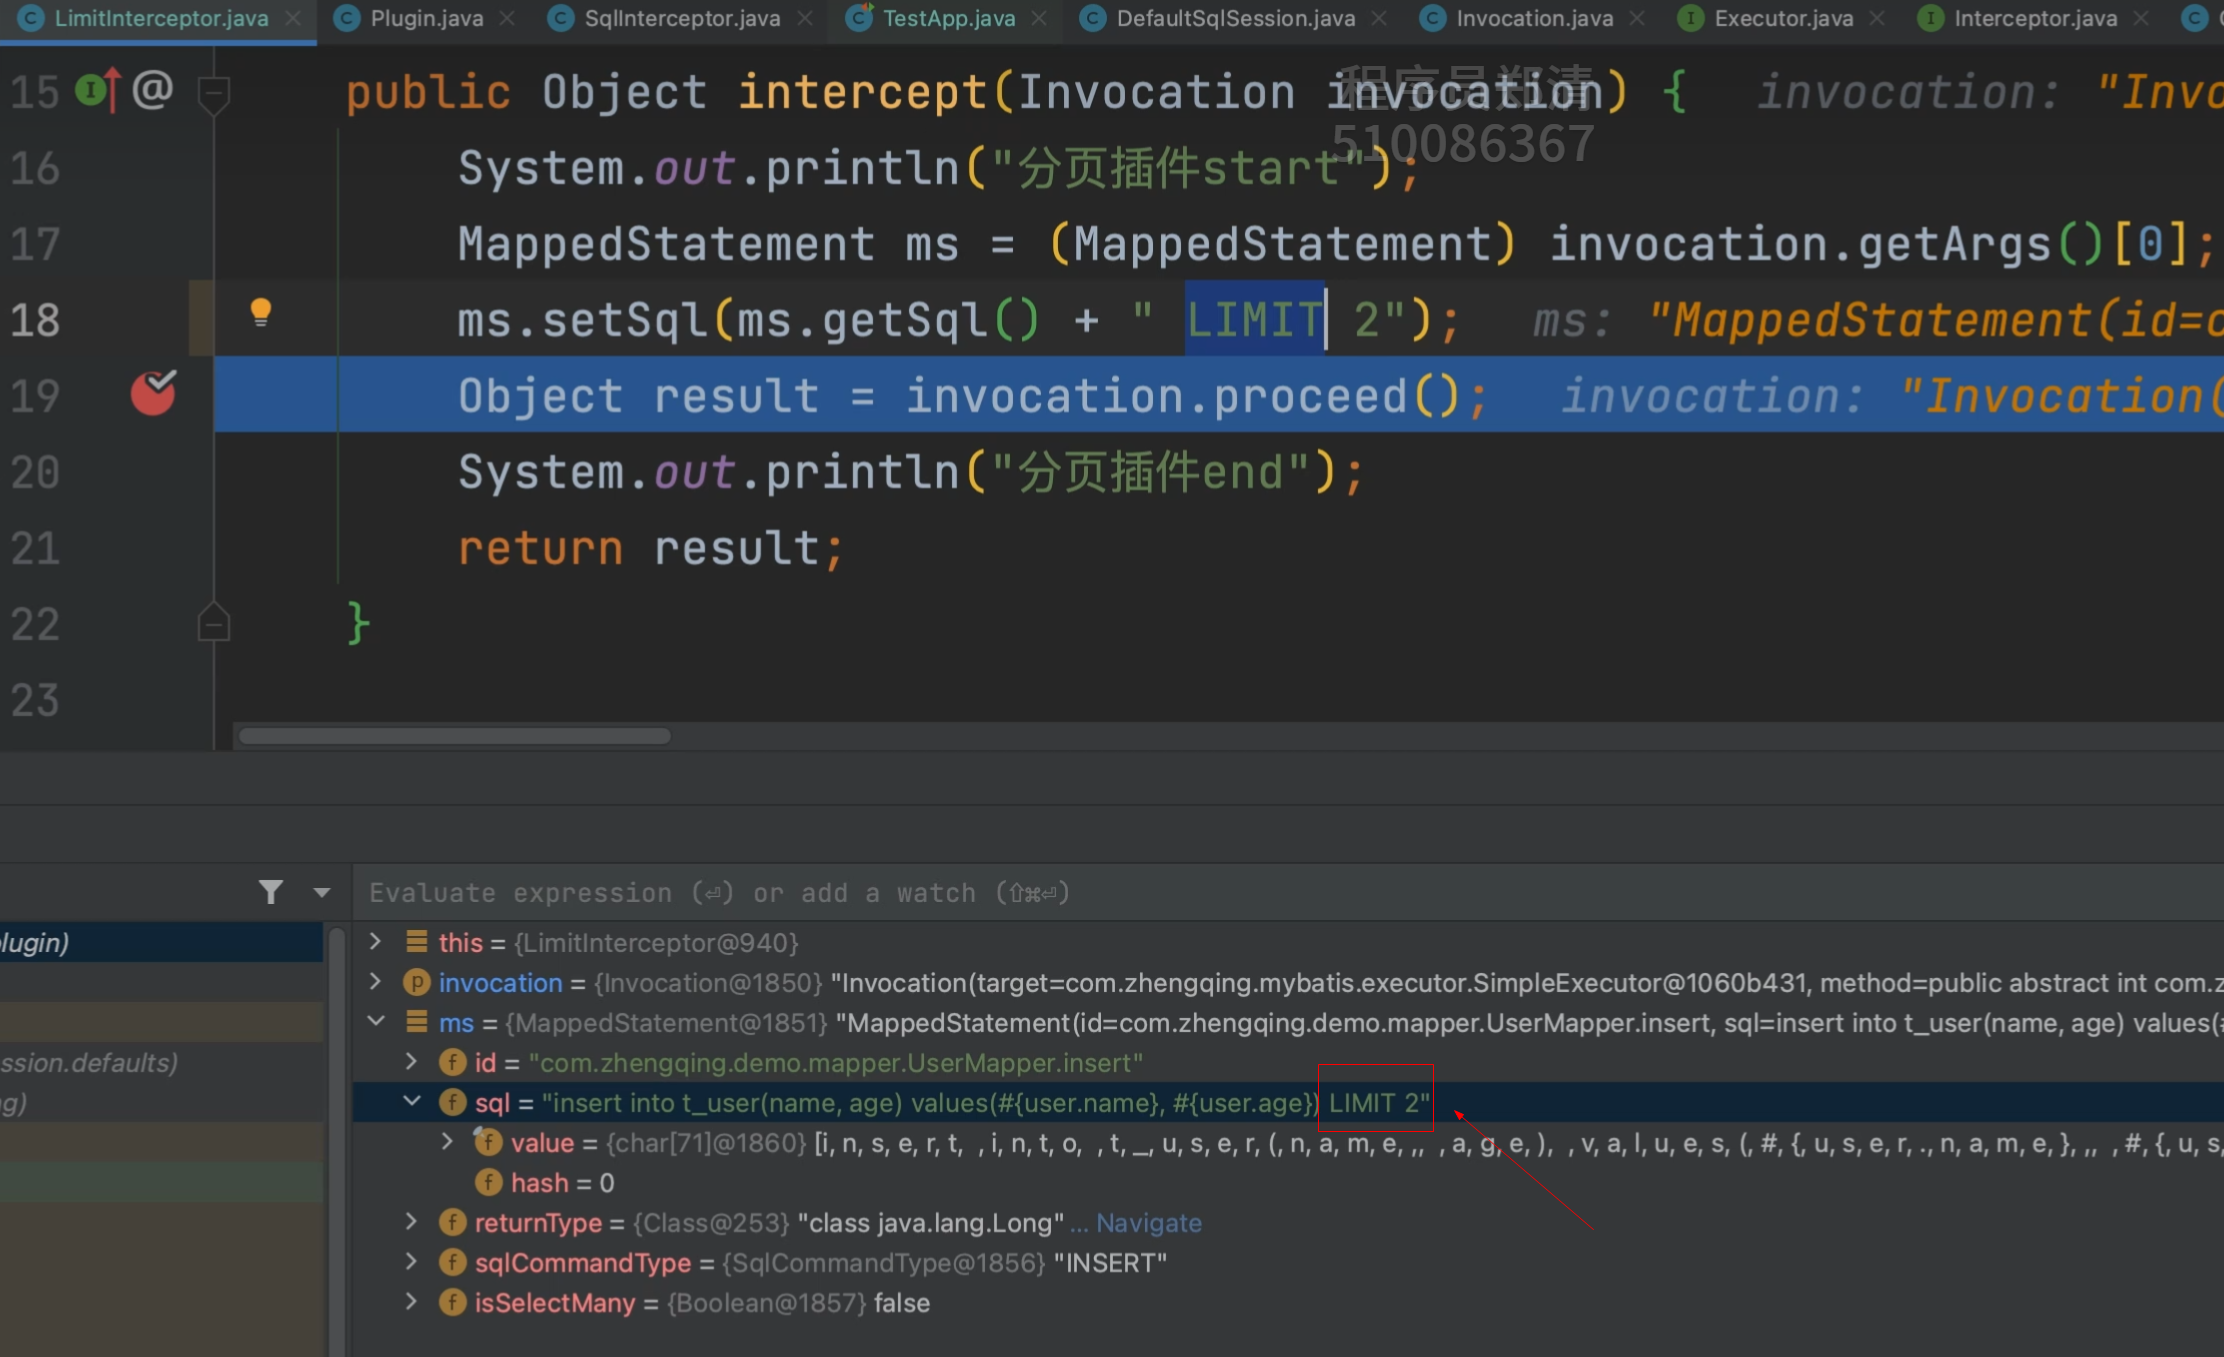 LimitInterceptor.java Plugin.java SqlInterceptor.java TestApp.java DefaultSqlSession.java Invocation.java Executor.java Interceptor.java
15 public Object intercept(Invocation invocation) { invocation: "Invo
程序员郑清
510086367
16 System.out.println("分页插件start");
17 MappedStatement ms = (MappedStatement) invocation.getArgs()[0];
18 ms.setSql(ms.getSql() + " LIMIT 2"); ms: "MappedStatement(id=c
19 Object result = invocation.proceed(); invocation: "Invocation(
20 System.out.println("分页插件end");
21 return result;
22 }
23
Evaluate expression (⏎) or add a watch (⇧⌘⏎)
lugin)
this = {LimitInterceptor@940}
invocation = {Invocation@1850} "Invocation(target=com.zhengqing.mybatis.executor.SimpleExecutor@1060b431, method=public abstract int com.z
ms = {MappedStatement@1851} "MappedStatement(id=com.zhengqing.demo.mapper.UserMapper.insert, sql=insert into t_user(name, age) values(#
ssion.defaults)
id = "com.zhengqing.demo.mapper.UserMapper.insert"
g)
sql = "insert into t_user(name, age) values(#{user.name}, #{user.age}) LIMIT 2"
value = {char[71]@1860} [i, n, s, e, r, t, , i, n, t, o, , t, _, u, s, e, r, (, n, a, m, e, ,, , a, g, e, ), , v, a, l, u, e, s, (, #, {, u, s, e, r, ., n, a, m, e, }, ,, , #, {, u, s,
hash = 0
returnType = {Class@253} "class java.lang.Long" ... Navigate
sqlCommandType = {SqlCommandType@1856} "INSERT"
isSelectMany = {Boolean@1857} false